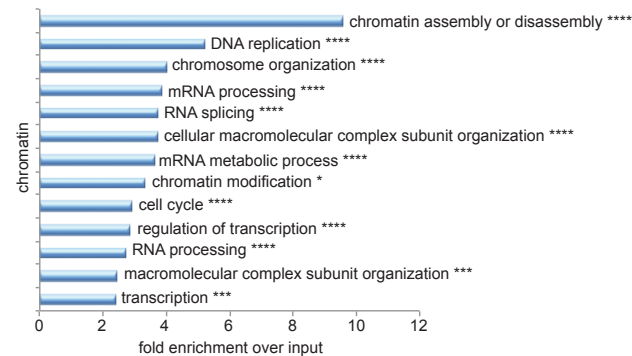 chromatin assembly or disassembly ****
DNA replication ****
chromosome organization ****
mRNA processing ****
RNA splicing ****
cellular macromolecular complex subunit organization ****
mRNA metabolic process ****
chromatin modification *
cell cycle ****
regulation of transcription ****
RNA processing ****
macromolecular complex subunit organization ***
transcription ***
chromatin
0 2 4 6 8 10 12
fold enrichment over input